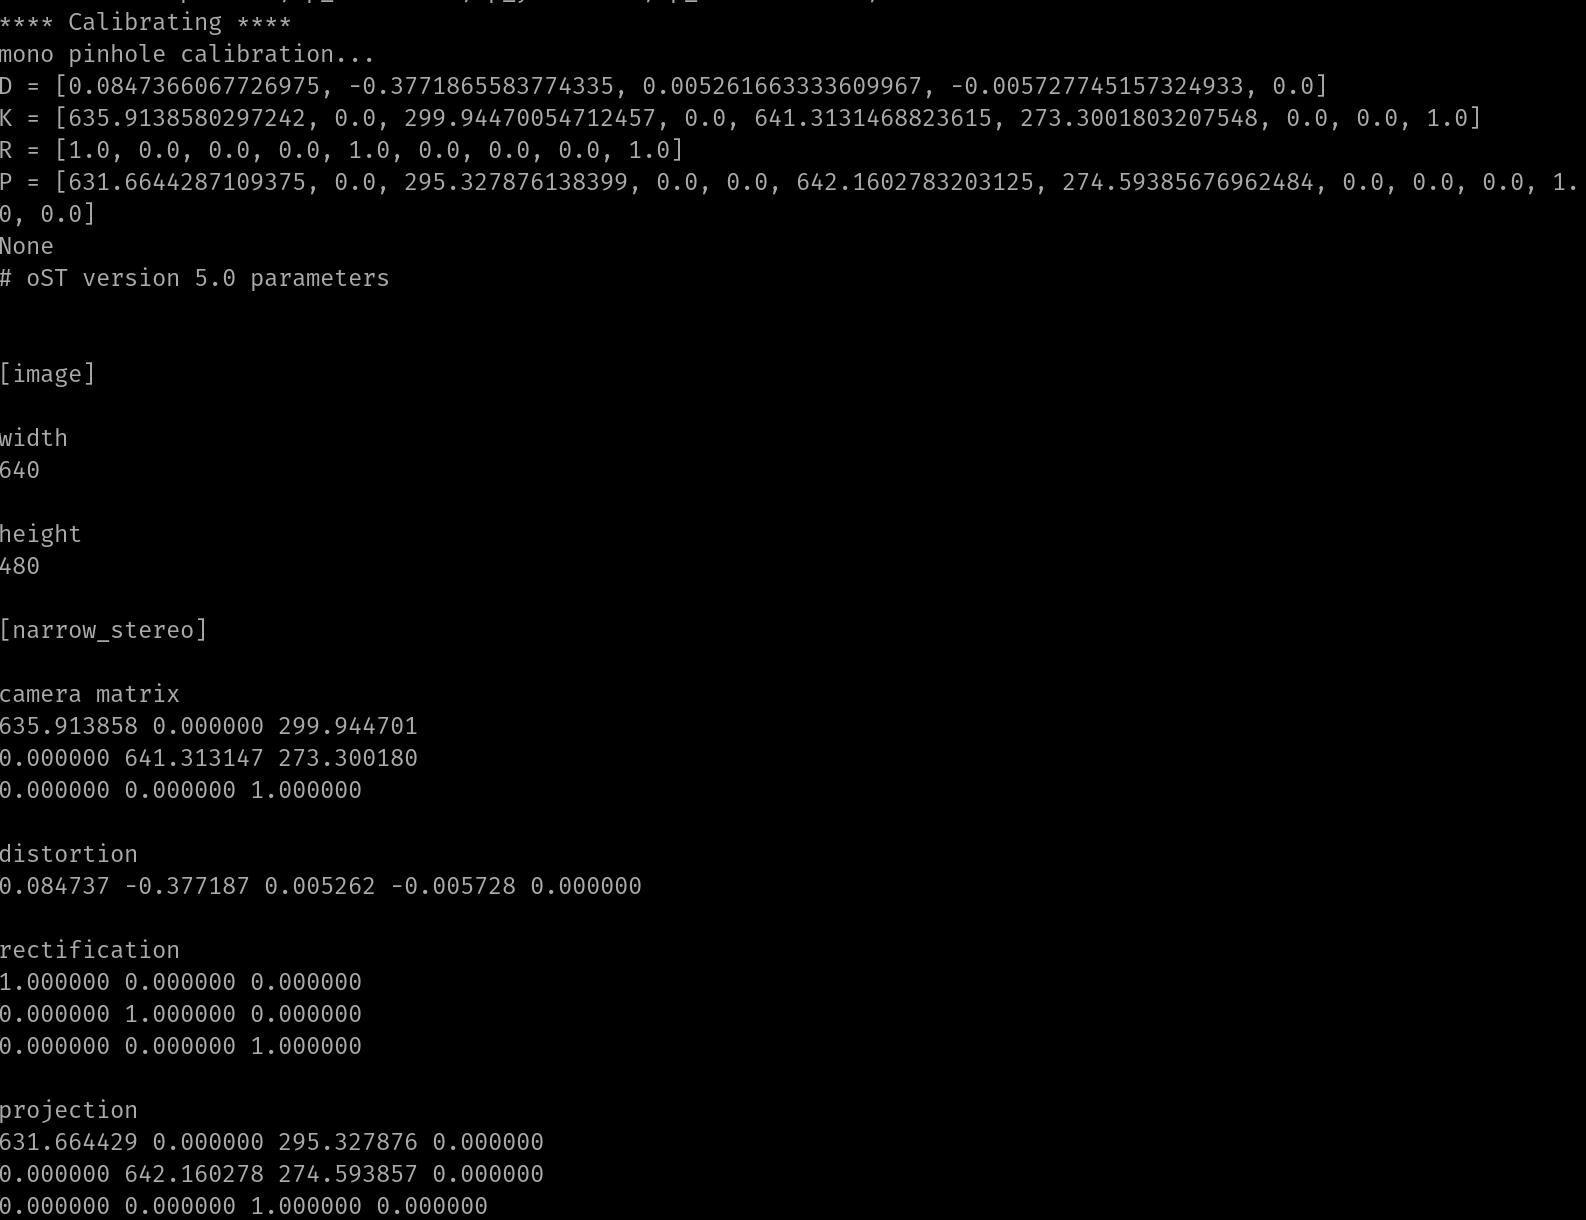 **** Calibrating ****
mono pinhole calibration...
D = [0.0847366067726975, -0.3771865583774335, 0.005261663333609967, -0.005727745157324933, 0.0]
K = [635.9138580297242, 0.0, 299.94470054712457, 0.0, 641.3131468823615, 273.3001803207548, 0.0, 0.0, 1.0]
R = [1.0, 0.0, 0.0, 0.0, 1.0, 0.0, 0.0, 0.0, 1.0]
P = [631.6644287109375, 0.0, 295.327876138399, 0.0, 0.0, 642.1602783203125, 274.59385676962484, 0.0, 0.0, 0.0, 1.
0, 0.0]
None
# oST version 5.0 parameters
[image]
width
640
height
480
[narrow_stereo]
camera matrix
635.913858 0.000000 299.944701
0.000000 641.313147 273.300180
0.000000 0.000000 1.000000
distortion
0.084737 -0.377187 0.005262 -0.005728 0.000000
rectification
1.000000 0.000000 0.000000
0.000000 1.000000 0.000000
0.000000 0.000000 1.000000
projection
631.664429 0.000000 295.327876 0.000000
0.000000 642.160278 274.593857 0.000000
0.000000 0.000000 1.000000 0.000000